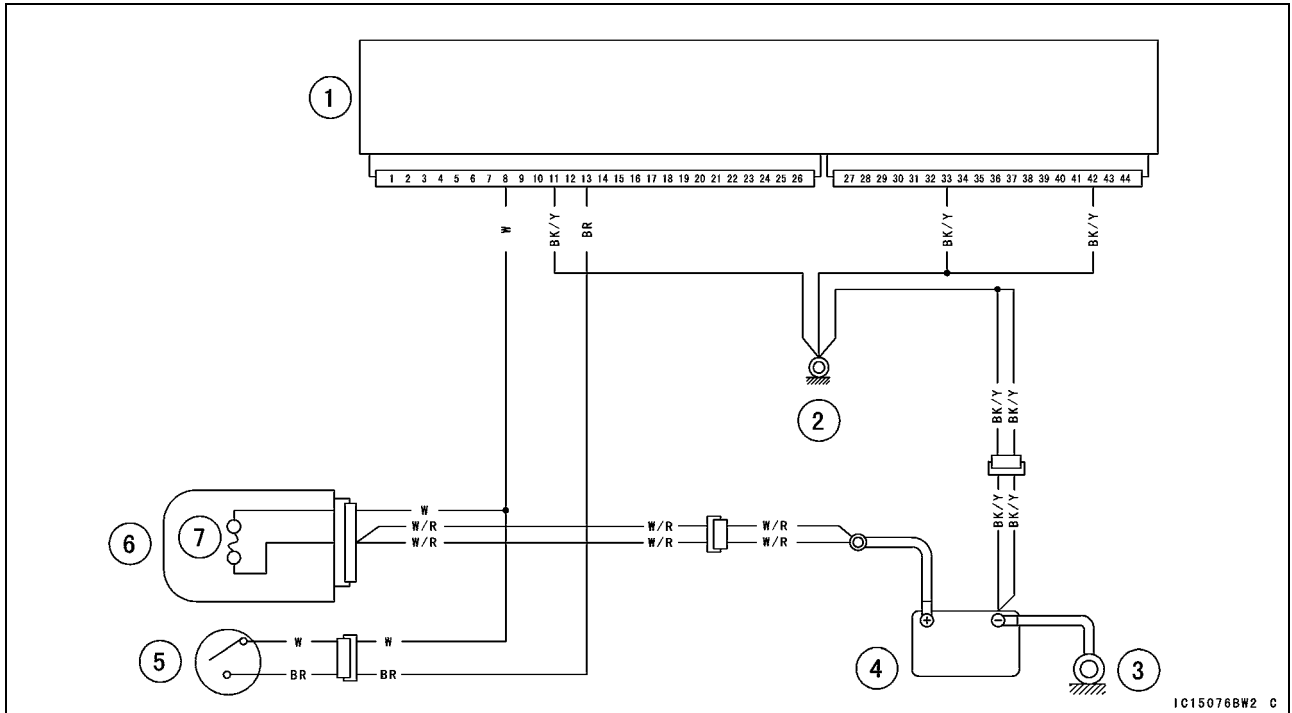 1
1 2 3 4 5 6 7 8 9 10 11 12 13 14 15 16 17 18 19 20 21 22 23 24 25 26
27 28 29 30 31 32 33 34 35 36 37 38 39 40 41 42 43 44
W
BK/Y
BR
BK/Y
BK/Y
2
BK/Y
BK/Y
BK/Y
BK/Y
6
7
W
W/R
W/R
W/R
W/R
W/R
W/R
5
W
W
BR
BR
4
+
−
3
IC15076BW2 C